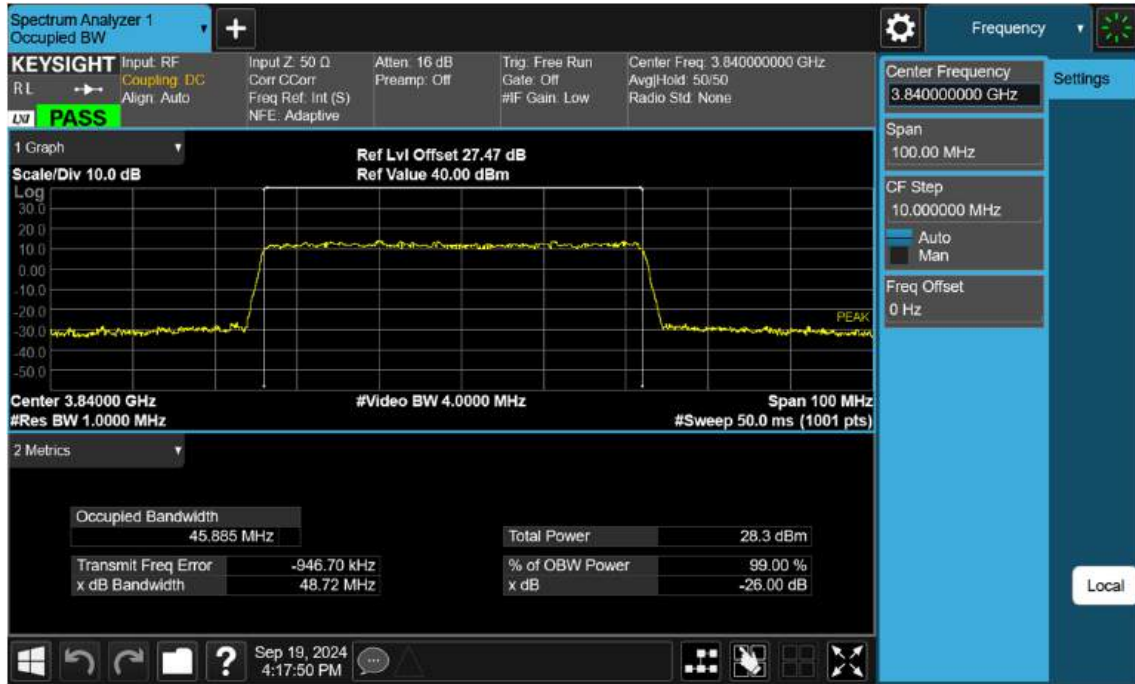 Spectrum Analyzer 1
Occupied BW
Frequency
KEYSIGHT
RL
LXI PASS
Input: RF
Coupling: DC
Align: Auto
Input Z: 50 Ω
Corr CCorr
Freq Ref: Int (S)
NFE: Adaptive
Atten: 16 dB
Preamp: Off
Trig: Free Run
Gate: Off
#IF Gain: Low
Center Freq: 3.840000000 GHz
Avg|Hold: 50/50
Radio Std: None
Center Frequency
3.840000000 GHz
Settings
Span
100.00 MHz
CF Step
10.000000 MHz
Auto
Man
Freq Offset
0 Hz
Local
1 Graph
Scale/Div 10.0 dB
Ref Lvl Offset 27.47 dB
Ref Value 40.00 dBm
Log
30.0
20.0
10.0
0.00
-10.0
-20.0
-30.0
-40.0
-50.0
PEAK
Center 3.84000 GHz
#Video BW 4.0000 MHz
Span 100 MHz
#Res BW 1.0000 MHz
#Sweep 50.0 ms (1001 pts)
2 Metrics
Occupied Bandwidth
45.885 MHz
Total Power 28.3 dBm
Transmit Freq Error -946.70 kHz
% of OBW Power 99.00 %
x dB Bandwidth 48.72 MHz
x dB -26.00 dB
?
Sep 19, 2024
4:17:50 PM